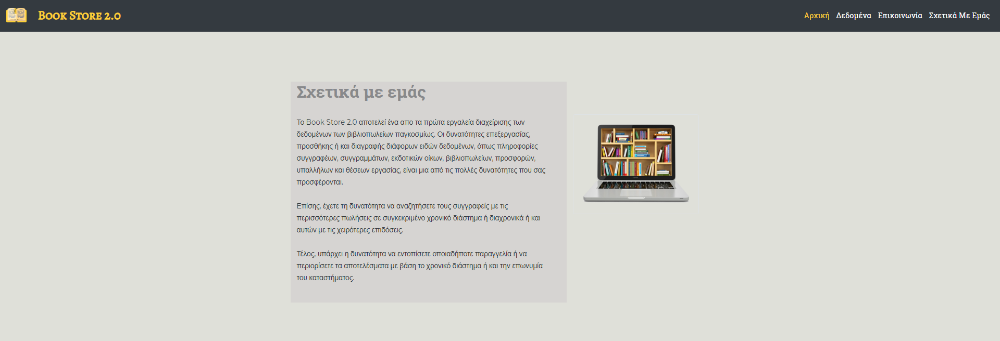 Book Store 2.0
Αρχική Δεδομένα Επικοινωνία Σχετικά Με Εμάς
Σχετικά με εμάς
Το Book Store 2.0 αποτελεί ένα απο τα πρώτα εργαλεία διαχείρισης των
δεδομένων των βιβλιοπωλείων παγκοσμίως. Οι δυνατότητες επεξεργασίας,
προσθήκης ή και διαγραφής διάφορων ειδών δεδομένων, όπως πληροφορίες
συγγραφέων, συγγραμμάτων, εκδοτικών οίκων, βιβλιοπωλείων, προσφορών,
υπαλλήλων και θέσεων εργασίας, είναι μια από τις πολλές δυνατότητες που σας
προσφέρονται.
Επίσης, έχετε τη δυνατότητα να αναζητήσετε τους συγγραφείς με τις
περισσότερες πωλήσεις σε συγκεκριμένο χρονικό διάστημα ή διαχρονικά ή και
αυτών με τις χειρότερες επιδόσεις.
Τέλος, υπάρχει η δυνατότητα να εντοπίσετε οποιαδήποτε παραγγελία ή να
περιορίσετε τα αποτελέσματα με βάση το χρονικό διάστημα ή και την επωνυμία
του καταστήματος.